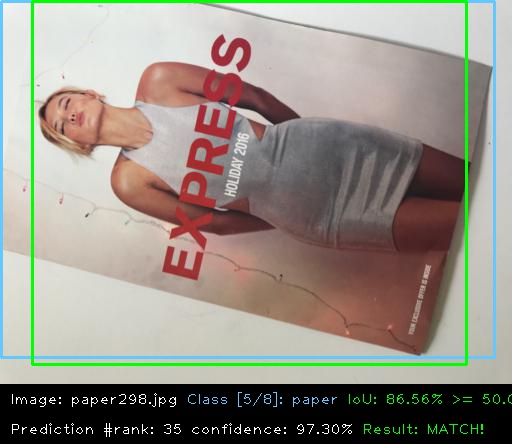 EXPRESS
HOLIDAY 2016
YOUR EXCLUSIVE OFFER IS INSIDE
Image: paper298.jpg Class [5/8]: paper IoU: 86.56% >= 50.0
Prediction #rank: 35 confidence: 97.30% Result: MATCH!